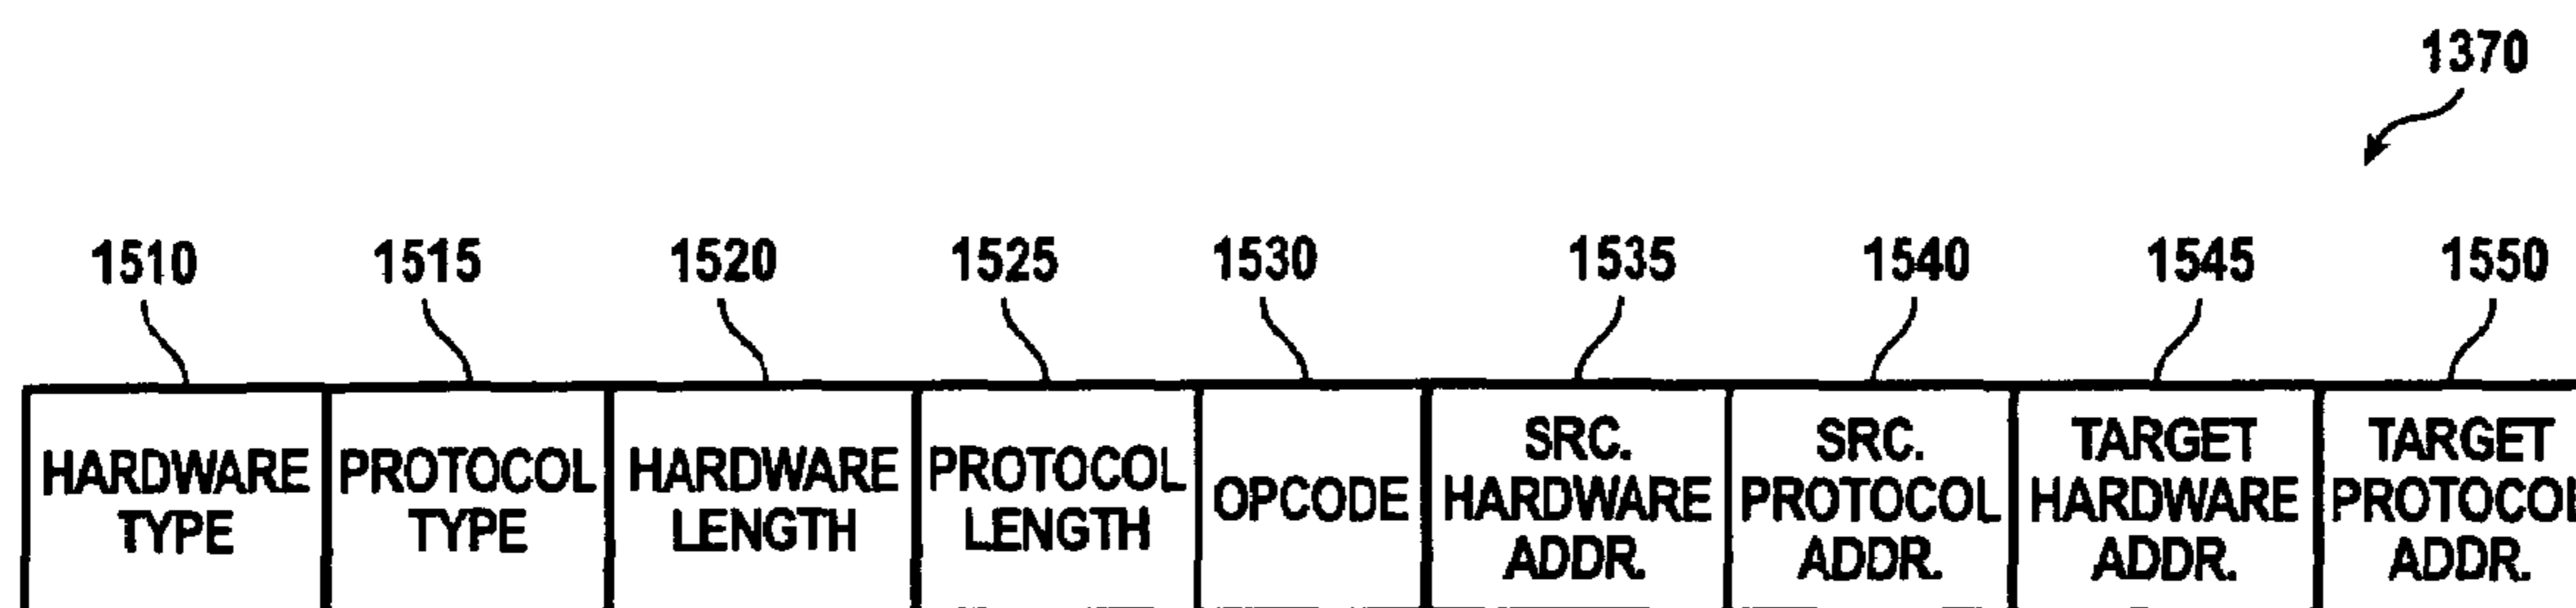 1370
1510 1515 1520 1525 1530 1535 1540 1545 1550
HARDWARE TYPE
PROTOCOL TYPE
HARDWARE LENGTH
PROTOCOL LENGTH
OPCODE
SRC. HARDWARE ADDR.
SRC. PROTOCOL ADDR.
TARGET HARDWARE ADDR.
TARGET PROTOCOL ADDR.